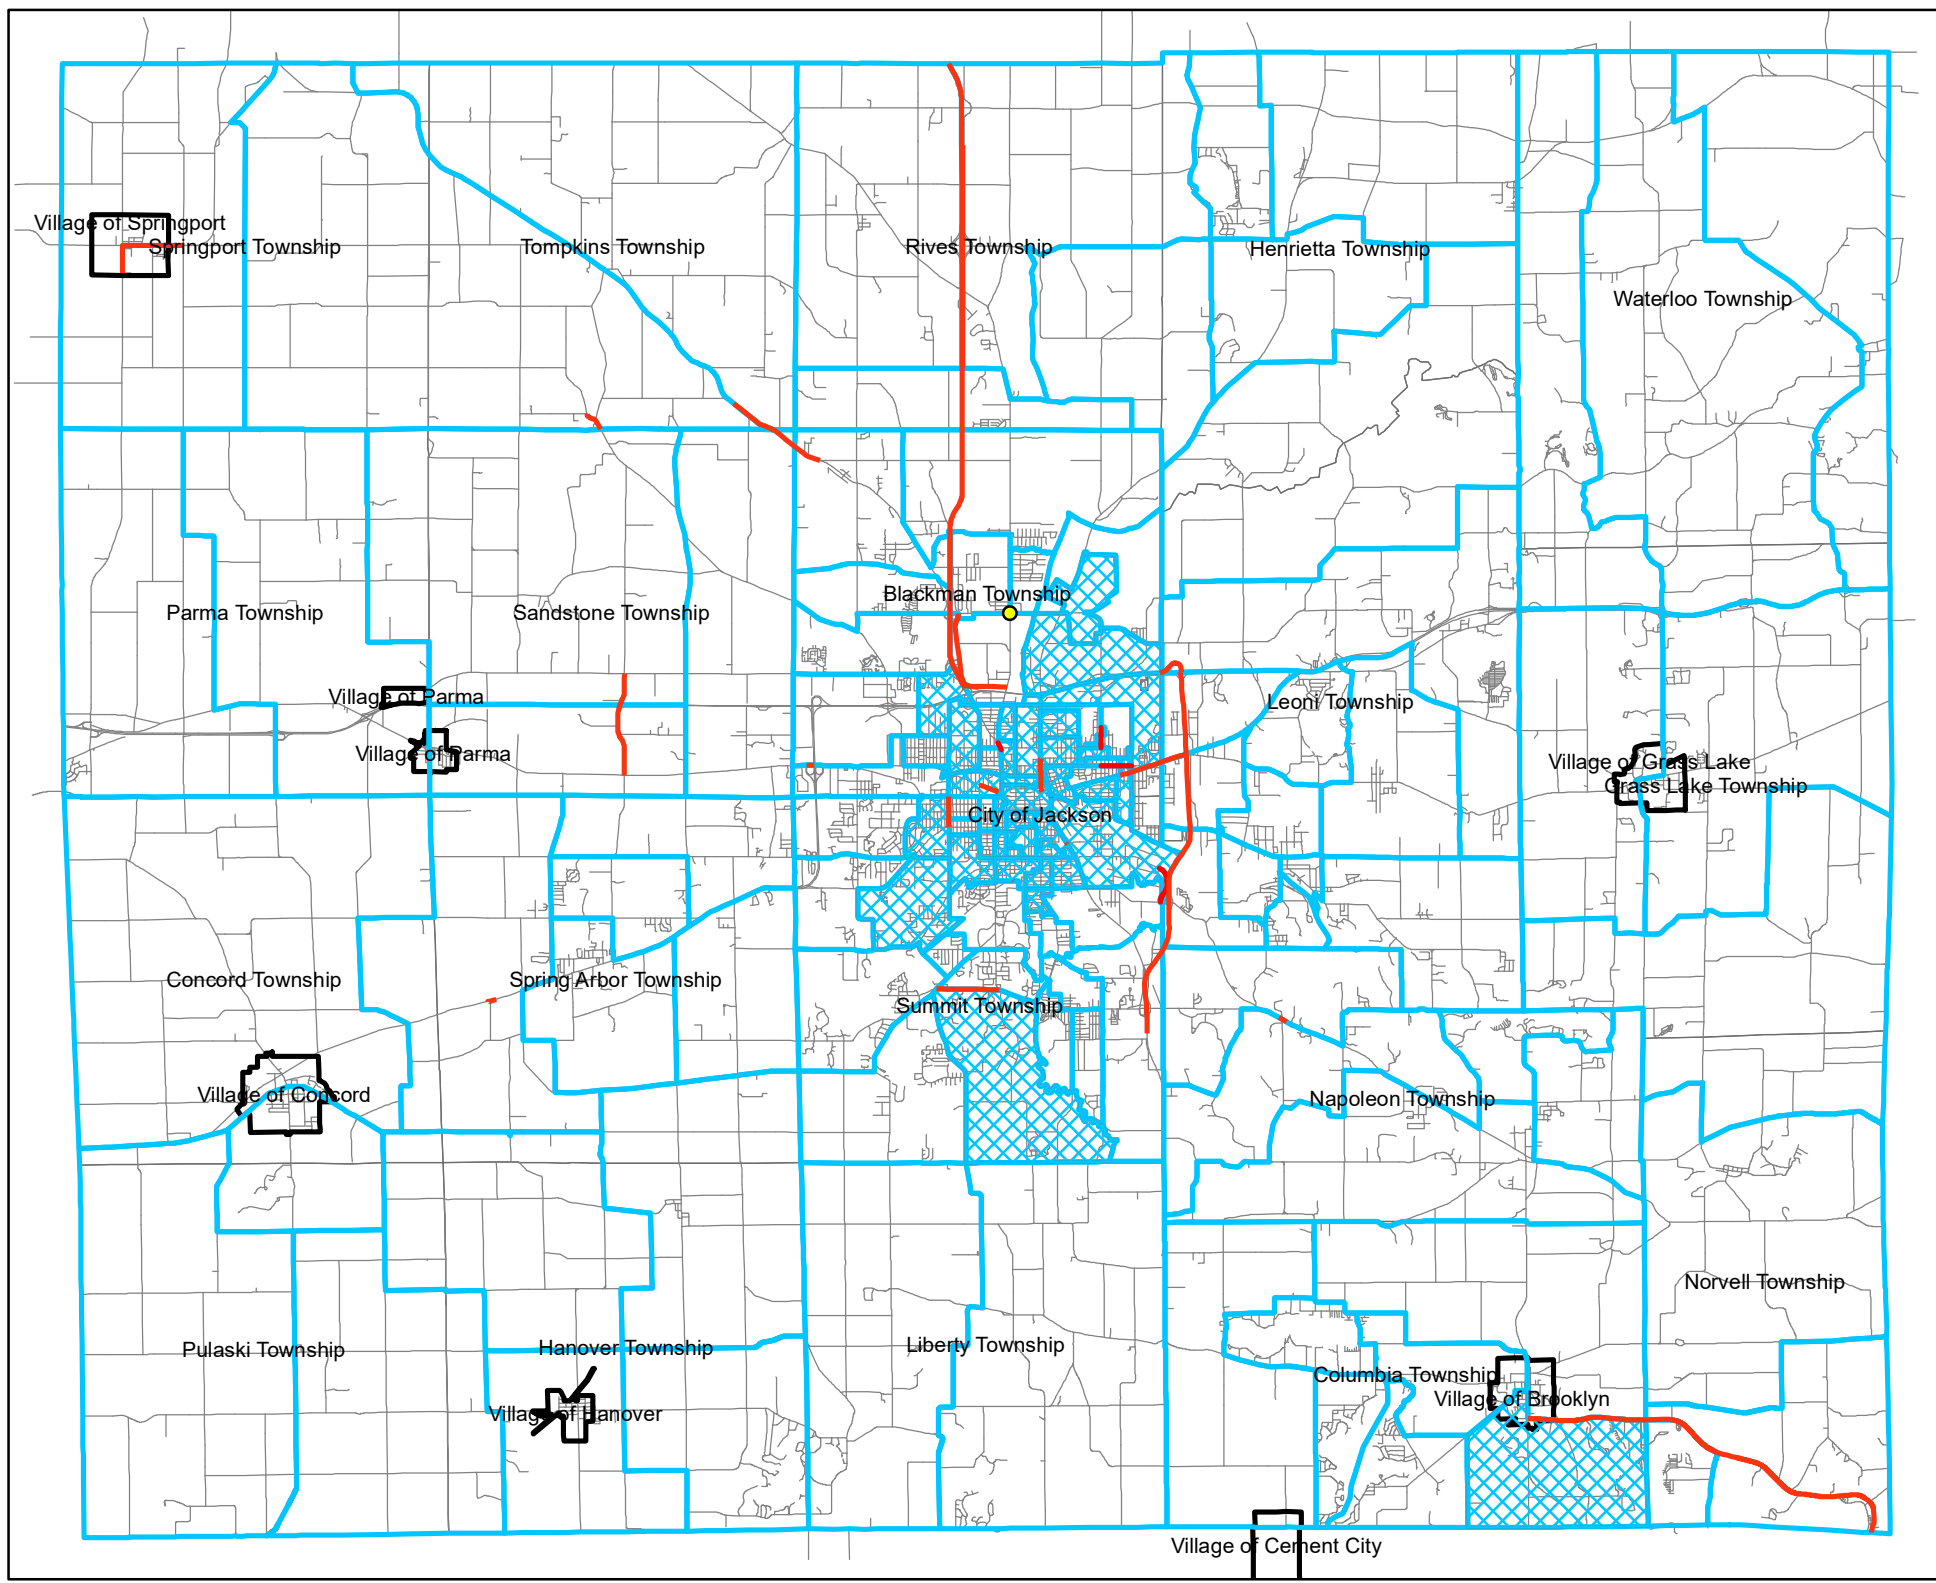 Village of Springport
Springport Township
Tompkins Township
Rives Township
Henrietta Township
Waterloo Township
Blackman Township
Parma Township
Sandstone Township
Village of Parma
Leoni Township
Village of Parma
Village of Grass Lake
Grass Lake Township
City of Jackson
Concord Township
Spring Arbor Township
Summit Township
Village of Concord
Napoleon Township
Norvell Township
Pulaski Township
Hanover Township
Liberty Township
Columbia Township
Village of Brooklyn
Village of Hanover
Village of Cement City